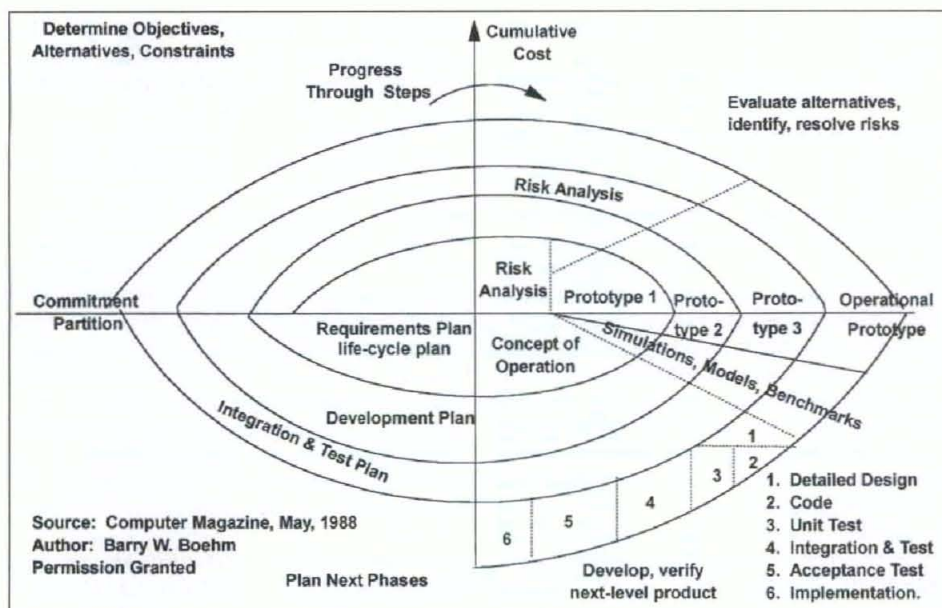 Determine Objectives,
Alternatives, Constraints
Cumulative
Cost
Progress
Through Steps
Evaluate alternatives,
identify, resolve risks
Risk Analysis
Risk
Analysis
Commitment
Partition
Prototype 1
Proto-
type 2
Proto-
type 3
Operational
Prototype
Requirements Plan
life-cycle plan
Concept of
Operation
Simulations, Models, Benchmarks
Development Plan
Integration & Test Plan
1
2
3
4
5
6
1. Detailed Design
2. Code
3. Unit Test
4. Integration & Test
5. Acceptance Test
6. Implementation.
Source: Computer Magazine, May, 1988
Author: Barry W. Boehm
Permission Granted
Plan Next Phases
Develop, verify
next-level product